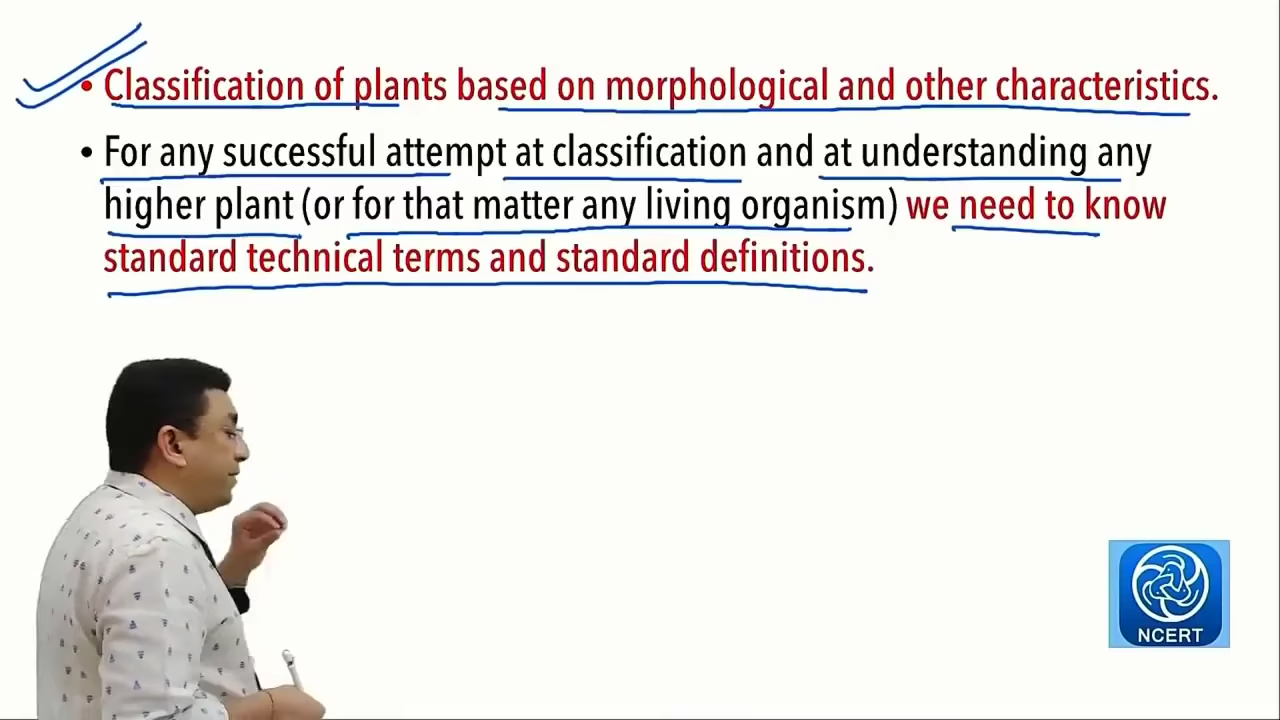 • Classification of plants based on morphological and other characteristics.
• For any successful attempt at classification and at understanding any
higher plant (or for that matter any living organism) we need to know
standard technical terms and standard definitions.
NCERT